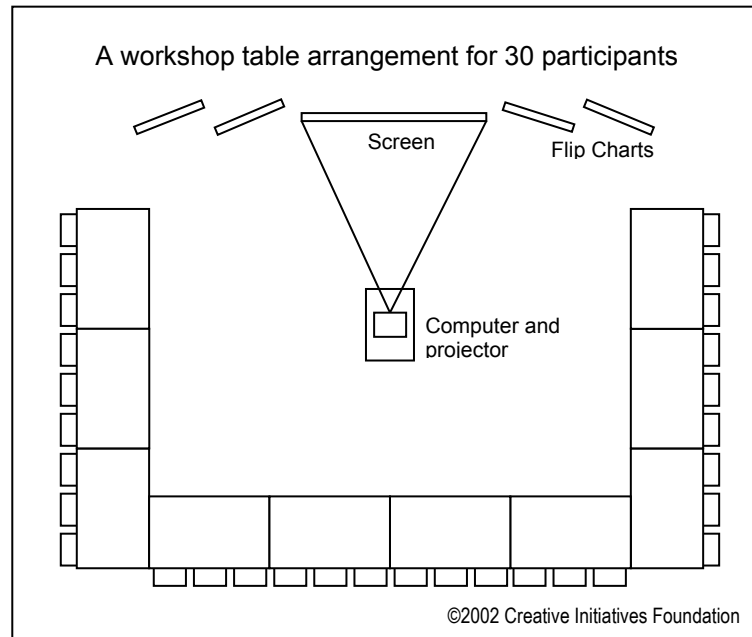 A workshop table arrangement for 30 participants
Screen
Flip Charts
Computer and
projector
©2002 Creative Initiatives Foundation